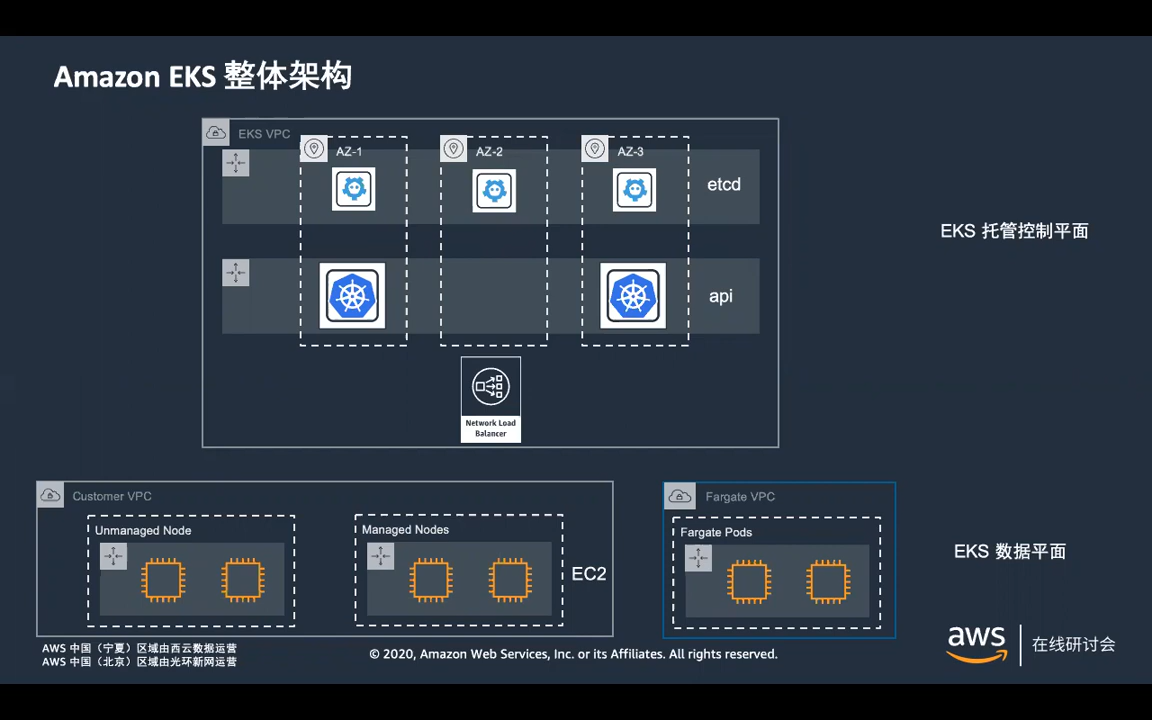 Amazon EKS 整体架构
EKS VPC
AZ-1
AZ-2
AZ-3
etcd
EKS 托管控制平面
api
Network Load
Balancer
Customer VPC
Fargate VPC
Unmanaged Node
Managed Nodes
Fargate Pods
EC2
EKS 数据平面
AWS 中国（宁夏）区域由西云数据运营
AWS 中国（北京）区域由光环新网运营
© 2020, Amazon Web Services, Inc. or its Affiliates. All rights reserved.
aws
在线研讨会